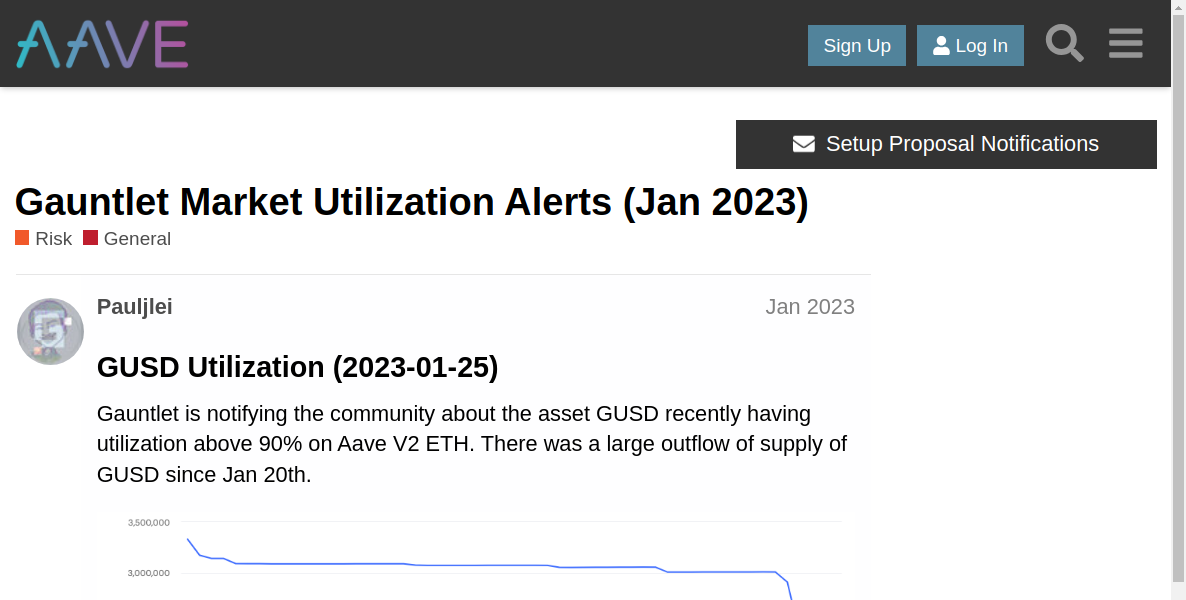 AAVE
Sign Up
Log In
Setup Proposal Notifications
Gauntlet Market Utilization Alerts (Jan 2023)
Risk General
Pauljlei Jan 2023
GUSD Utilization (2023-01-25)
Gauntlet is notifying the community about the asset GUSD recently having
utilization above 90% on Aave V2 ETH. There was a large outflow of supply of
GUSD since Jan 20th.
3,500,000
3,000,000